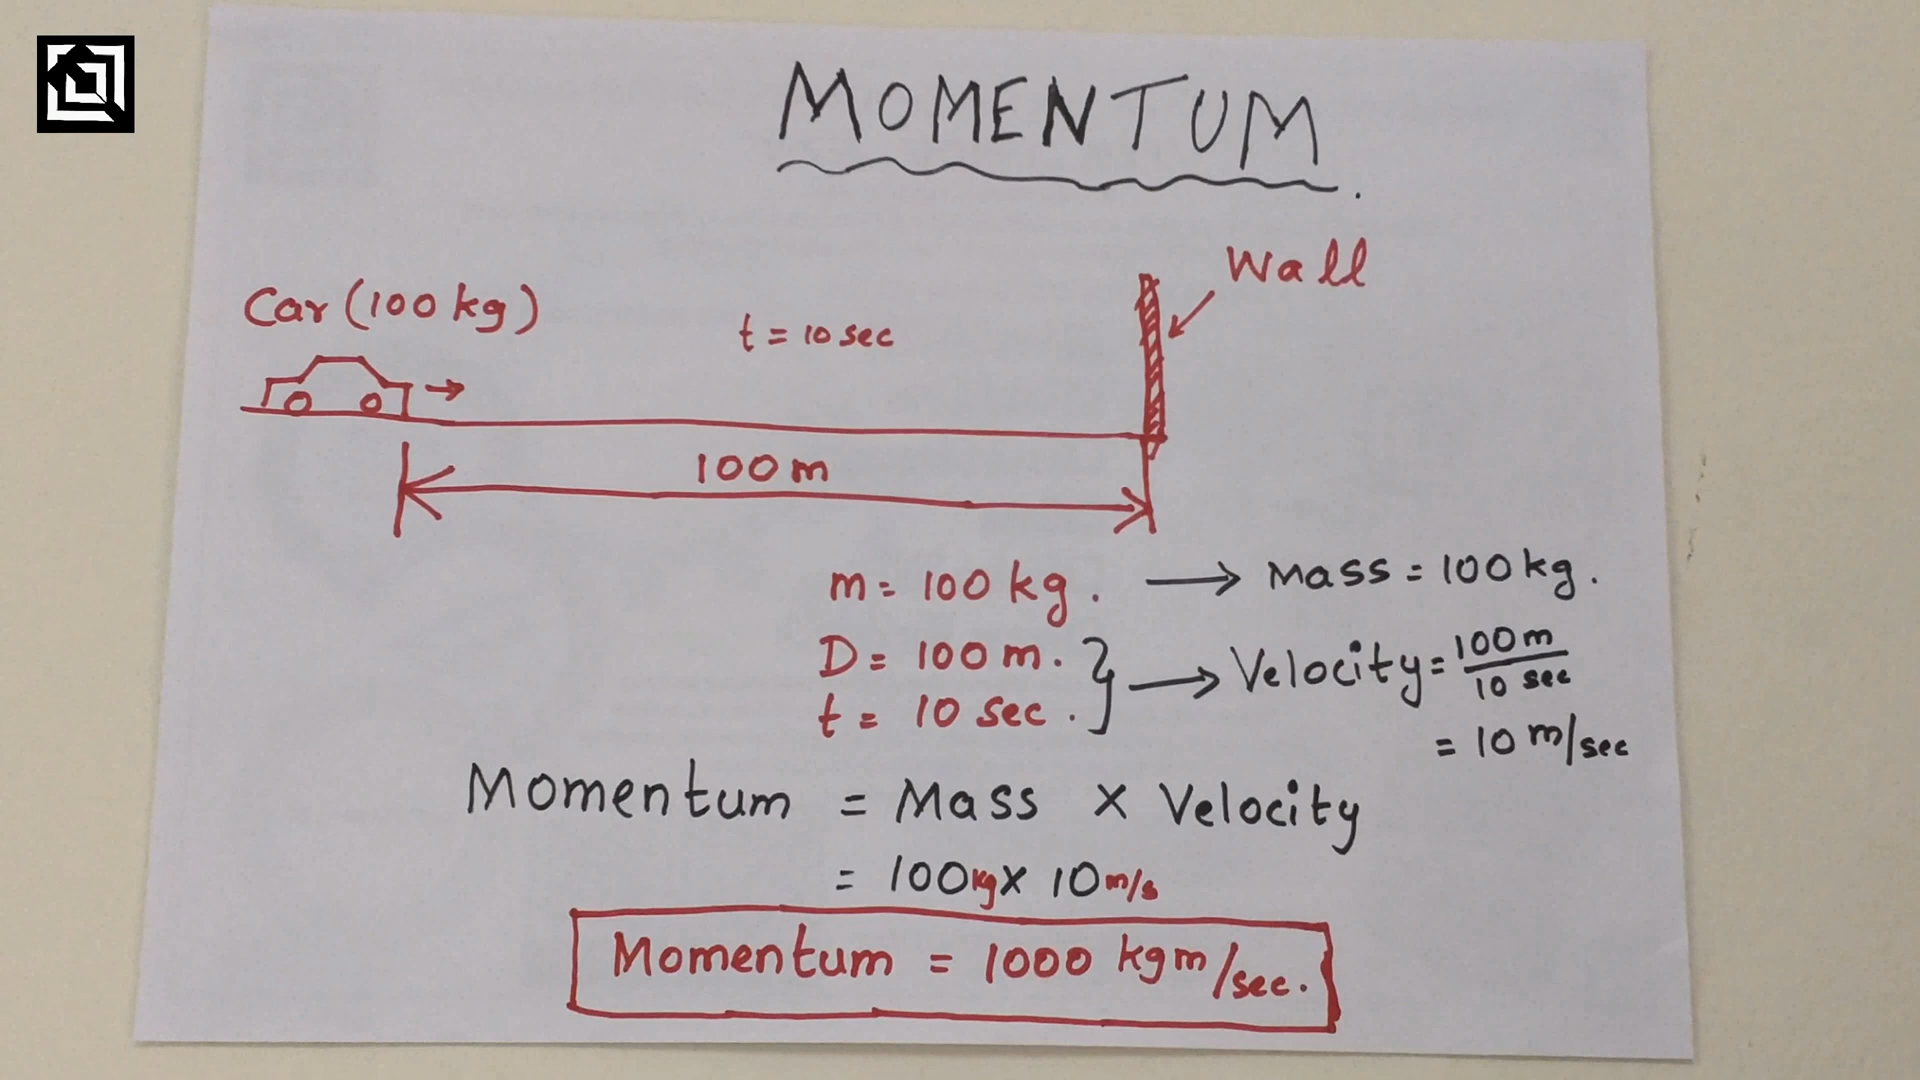 MOMENTUM.
Wall
Car (100 kg)
t = 10 sec
100 m
m = 100 kg. → Mass = 100 kg.
D = 100 m. } → Velocity = 100 m / 10 sec
t = 10 sec.
= 10 m/sec
Momentum = Mass X Velocity
= 100kg X 10 m/s
Momentum = 1000 kgm/sec.